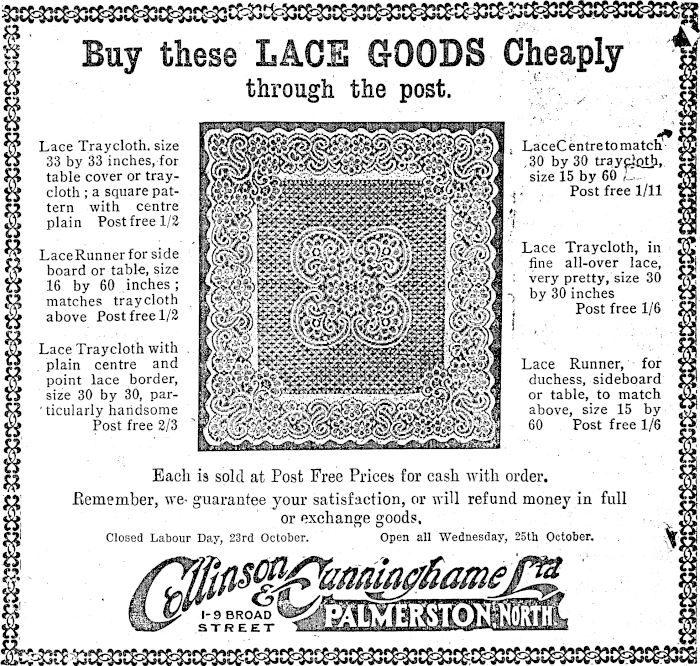 Buy these LACE GOODS Cheaply
through the post.
Lace Traycloth, size
33 by 33 inches, for
table cover or tray-
cloth ; a square pat-
tern with centre
plain Post free 1/2
Lace Runner for side
board or table, size
16 by 60 inches ;
matches traycloth
above Post free 1/2
Lace Traycloth with
plain centre and
point lace border,
size 30 by 30, par-
ticularly handsome
Post free 2/3
Lace Centre to match
30 by 30 traycloth,
size 15 by 60
Post free 1/11
Lace Traycloth, in
fine all-over lace,
very pretty, size 30
by 30 inches
Post free 1/6
Lace Runner, for
duchess, sideboard
or table, to match
above, size 15 by
60 Post free 1/6
Each is sold at Post Free Prices for cash with order.
Remember, we guarantee your satisfaction, or will refund money in full
or exchange goods.
Closed Labour Day, 23rd October. Open all Wednesday, 25th October.
Collinson & Cunninghame Ltd
1-9 BROAD
STREET
PALMERSTON NORTH